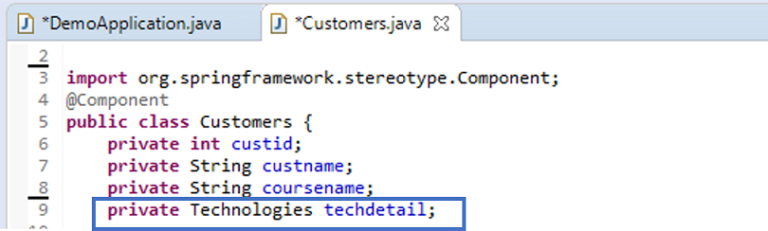 *DemoApplication.java *Customers.java
2
3 import org.springframework.stereotype.Component;
4 @Component
5 public class Customers {
6 private int custid;
7 private String custname;
8 private String coursename;
9 private Technologies techdetail;